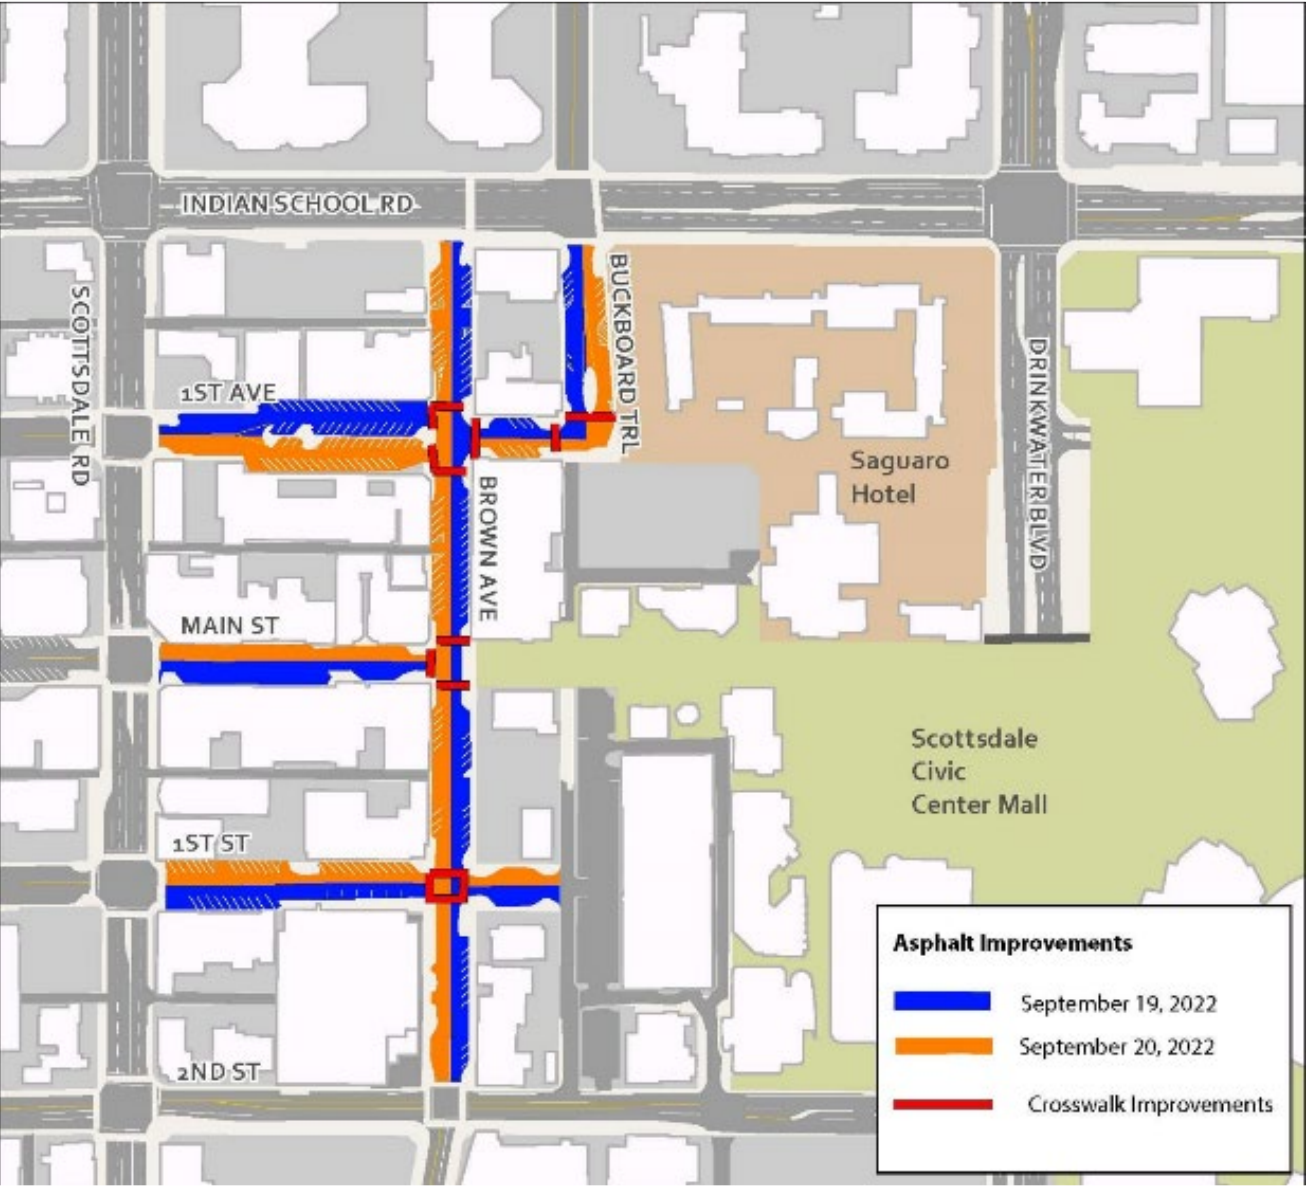 INDIAN SCHOOL RD
SCOTTSDALE RD
BUCKBOARD TRL
DRINKWATER BLVD
1ST AVE
Saguaro
Hotel
BROWN AVE
MAIN ST
Scottsdale
Civic
Center Mall
1ST ST
2ND ST
Asphalt Improvements
September 19, 2022
September 20, 2022
Crosswalk Improvements